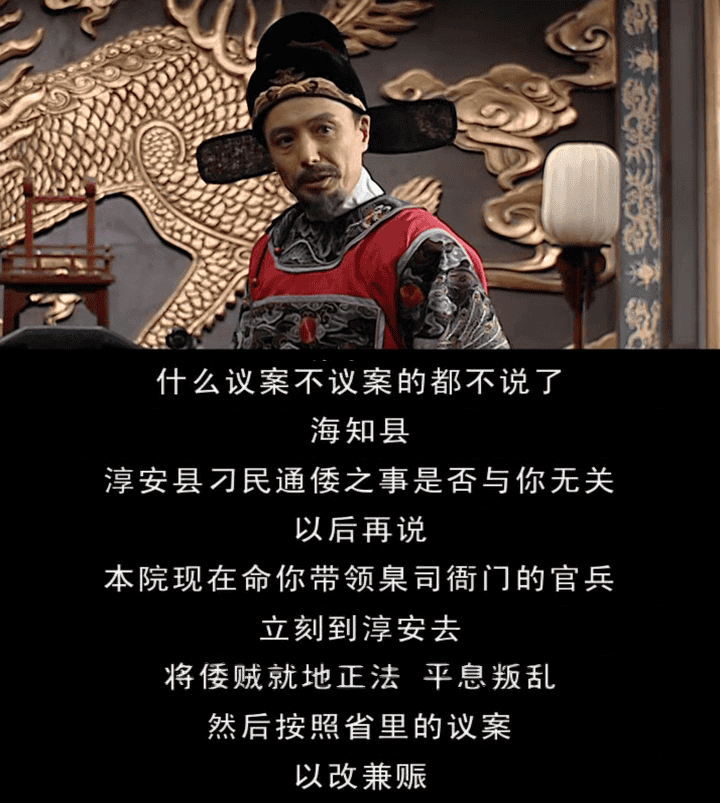 什么议案不议案的都不说了
海知县
淳安县刁民通倭之事是否与你无关
以后再说
本院现在命你带领臬司衙门的官兵
立刻到淳安去
将倭贼就地正法 平息叛乱
然后按照省里的议案
以改兼赈